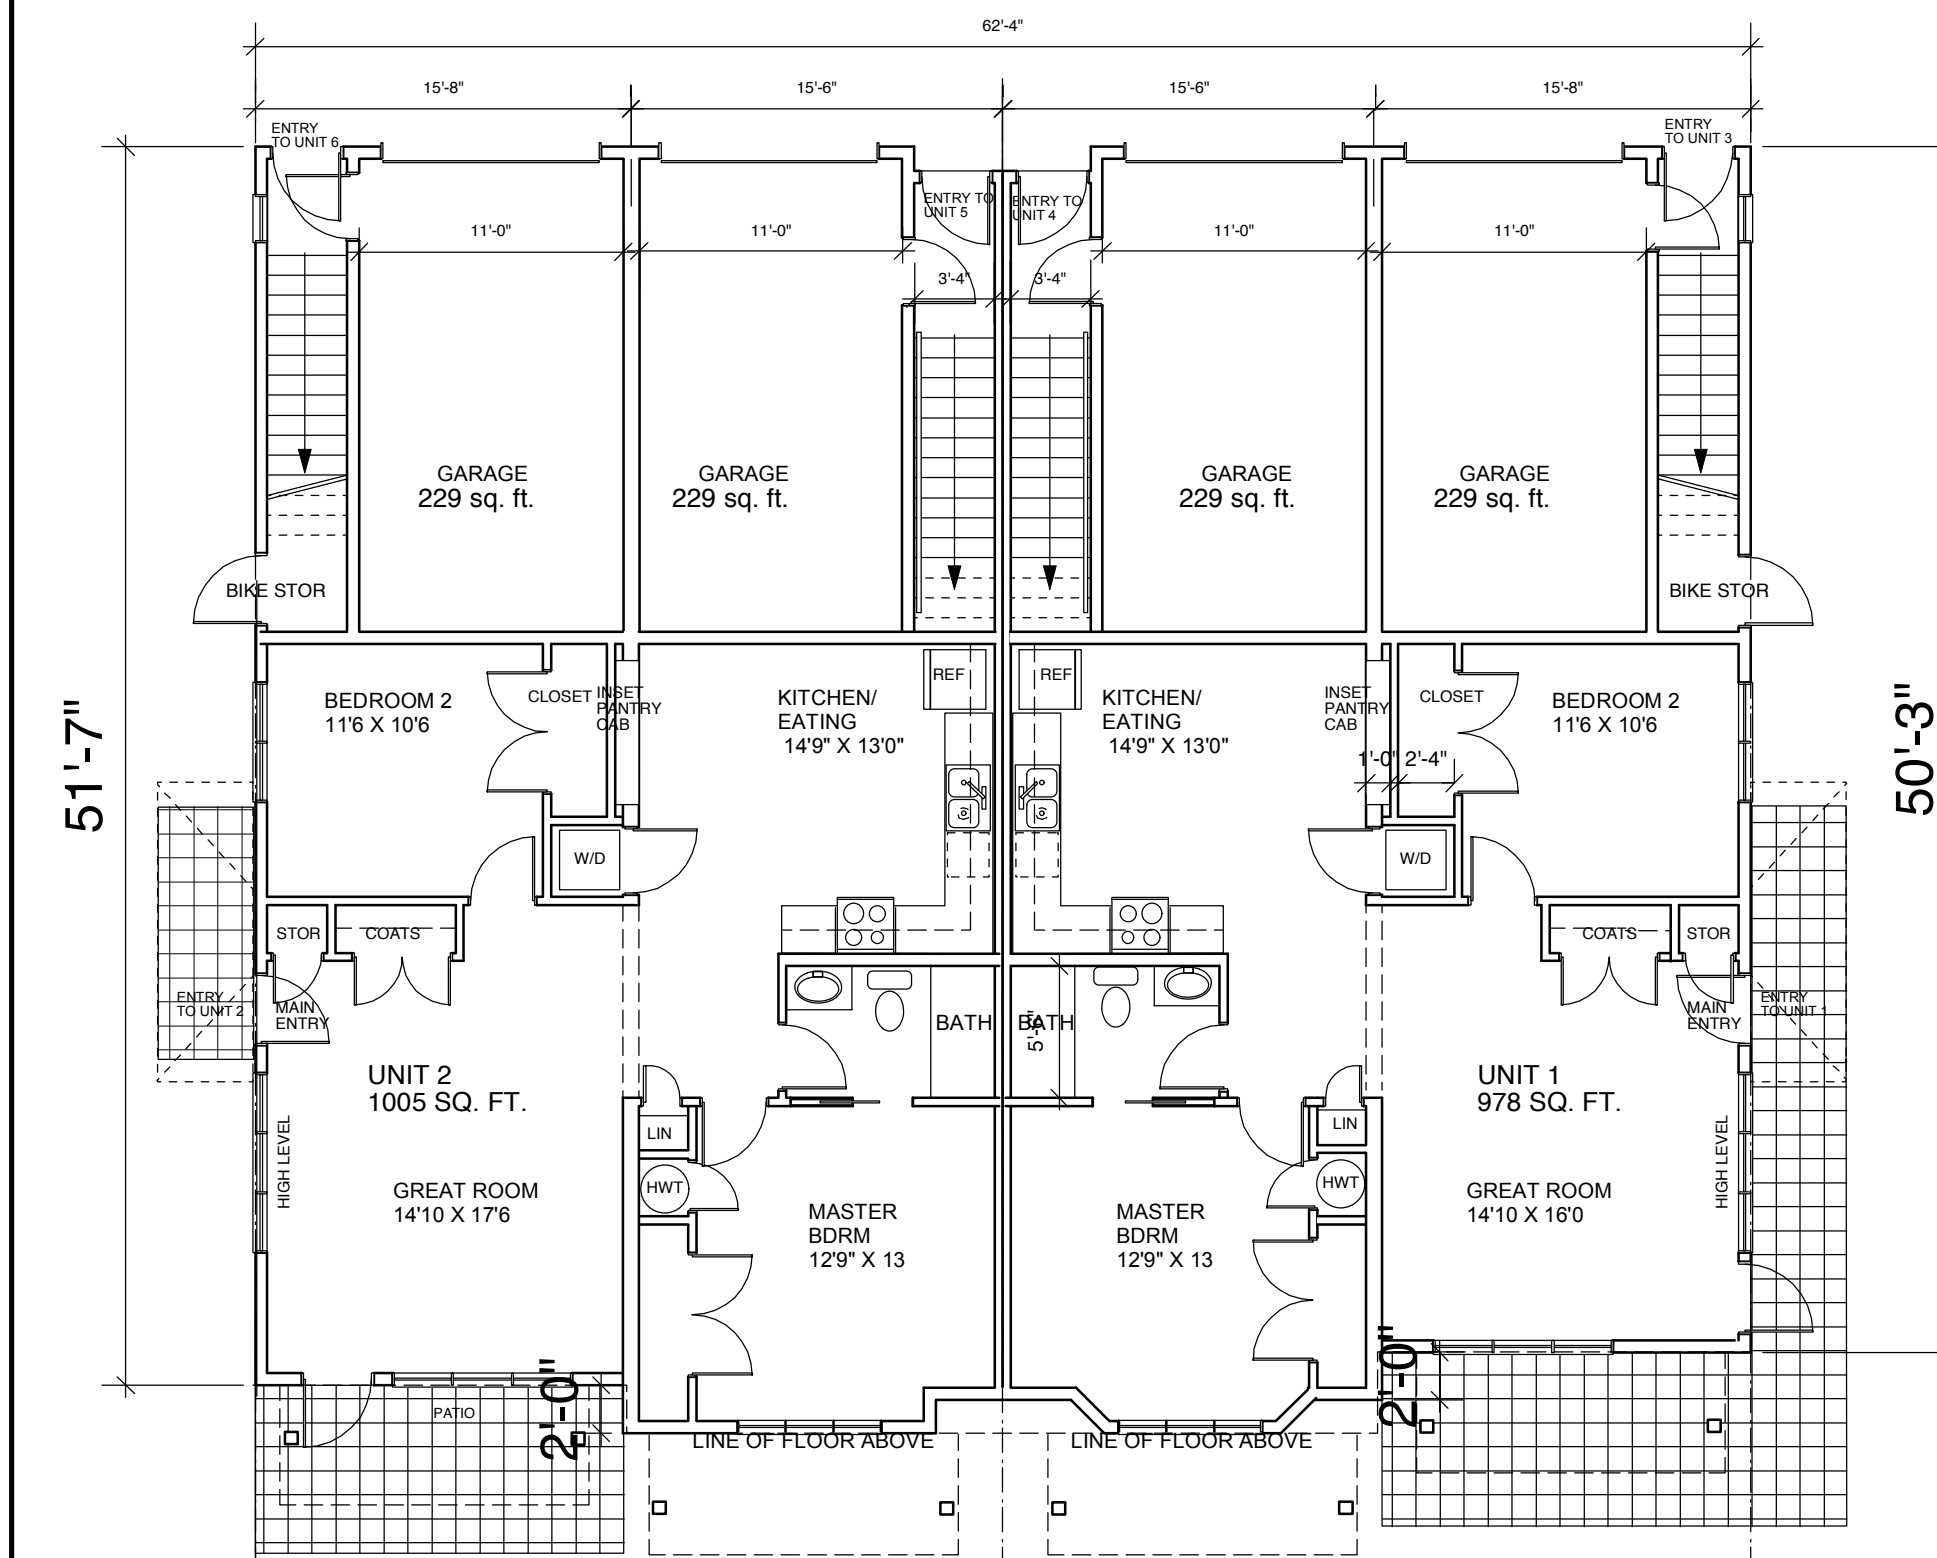 62'-4"
15'-8"
15'-6"
15'-6"
15'-8"
ENTRY
TO UNIT 6
ENTRY
TO UNIT 3
ENTRY TO
UNIT 5
ENTRY TO
UNIT 4
11'-0"
11'-0"
11'-0"
11'-0"
3'-4"
3'-4"
GARAGE
229 sq. ft.
GARAGE
229 sq. ft.
GARAGE
229 sq. ft.
GARAGE
229 sq. ft.
BIKE STOR
BIKE STOR
51'-7"
50'-3"
BEDROOM 2
11'6 X 10'6
CLOSET
INSET
PANTRY
CAB
KITCHEN/
EATING
14'9" X 13'0"
REF
REF
KITCHEN/
EATING
14'9" X 13'0"
INSET
PANTRY
CAB
CLOSET
BEDROOM 2
11'6 X 10'6
1'-0"
2'-4"
W/D
W/D
STOR
COATS
COATS
STOR
ENTRY
TO UNIT 2
MAIN
ENTRY
BATH
BATH
5'-6"
MAIN
ENTRY
ENTRY
TO UNIT 1
UNIT 2
1005 SQ. FT.
UNIT 1
978 SQ. FT.
HIGH LEVEL
LIN
LIN
HIGH LEVEL
GREAT ROOM
14'10 X 17'6
HWT
HWT
GREAT ROOM
14'10 X 16'0
MASTER
BDRM
12'9" X 13
MASTER
BDRM
12'9" X 13
PATIO
2'-0"
2'-0"
LINE OF FLOOR ABOVE
LINE OF FLOOR ABOVE